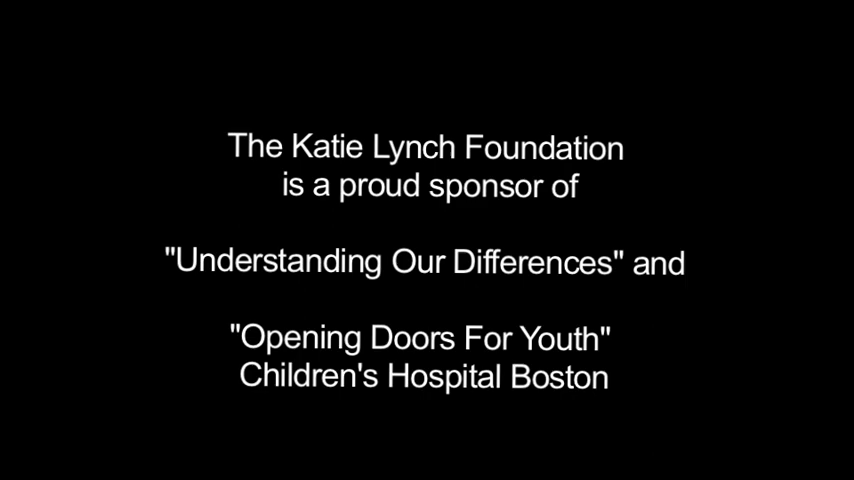 The Katie Lynch Foundation
is a proud sponsor of
"Understanding Our Differences" and
"Opening Doors For Youth"
Children's Hospital Boston